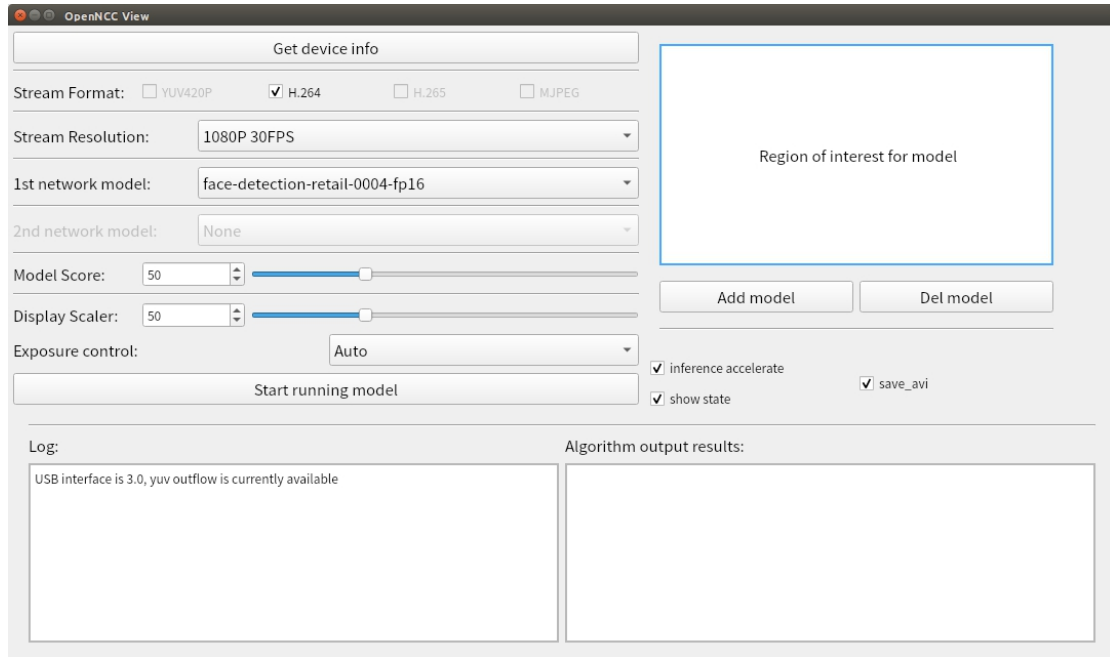 OpenNCC View
Get device info
Stream Format: YUV420P H.264 H.265 MJPEG
Stream Resolution: 1080P 30FPS
1st network model: face-detection-retail-0004-fp16
2nd network model: None
Model Score: 50
Display Scaler: 50
Exposure control: Auto
Start running model
Region of interest for model
Add model Del model
inference accelerate
save_avi
show state
Log:
USB interface is 3.0, yuv outflow is currently available
Algorithm output results: